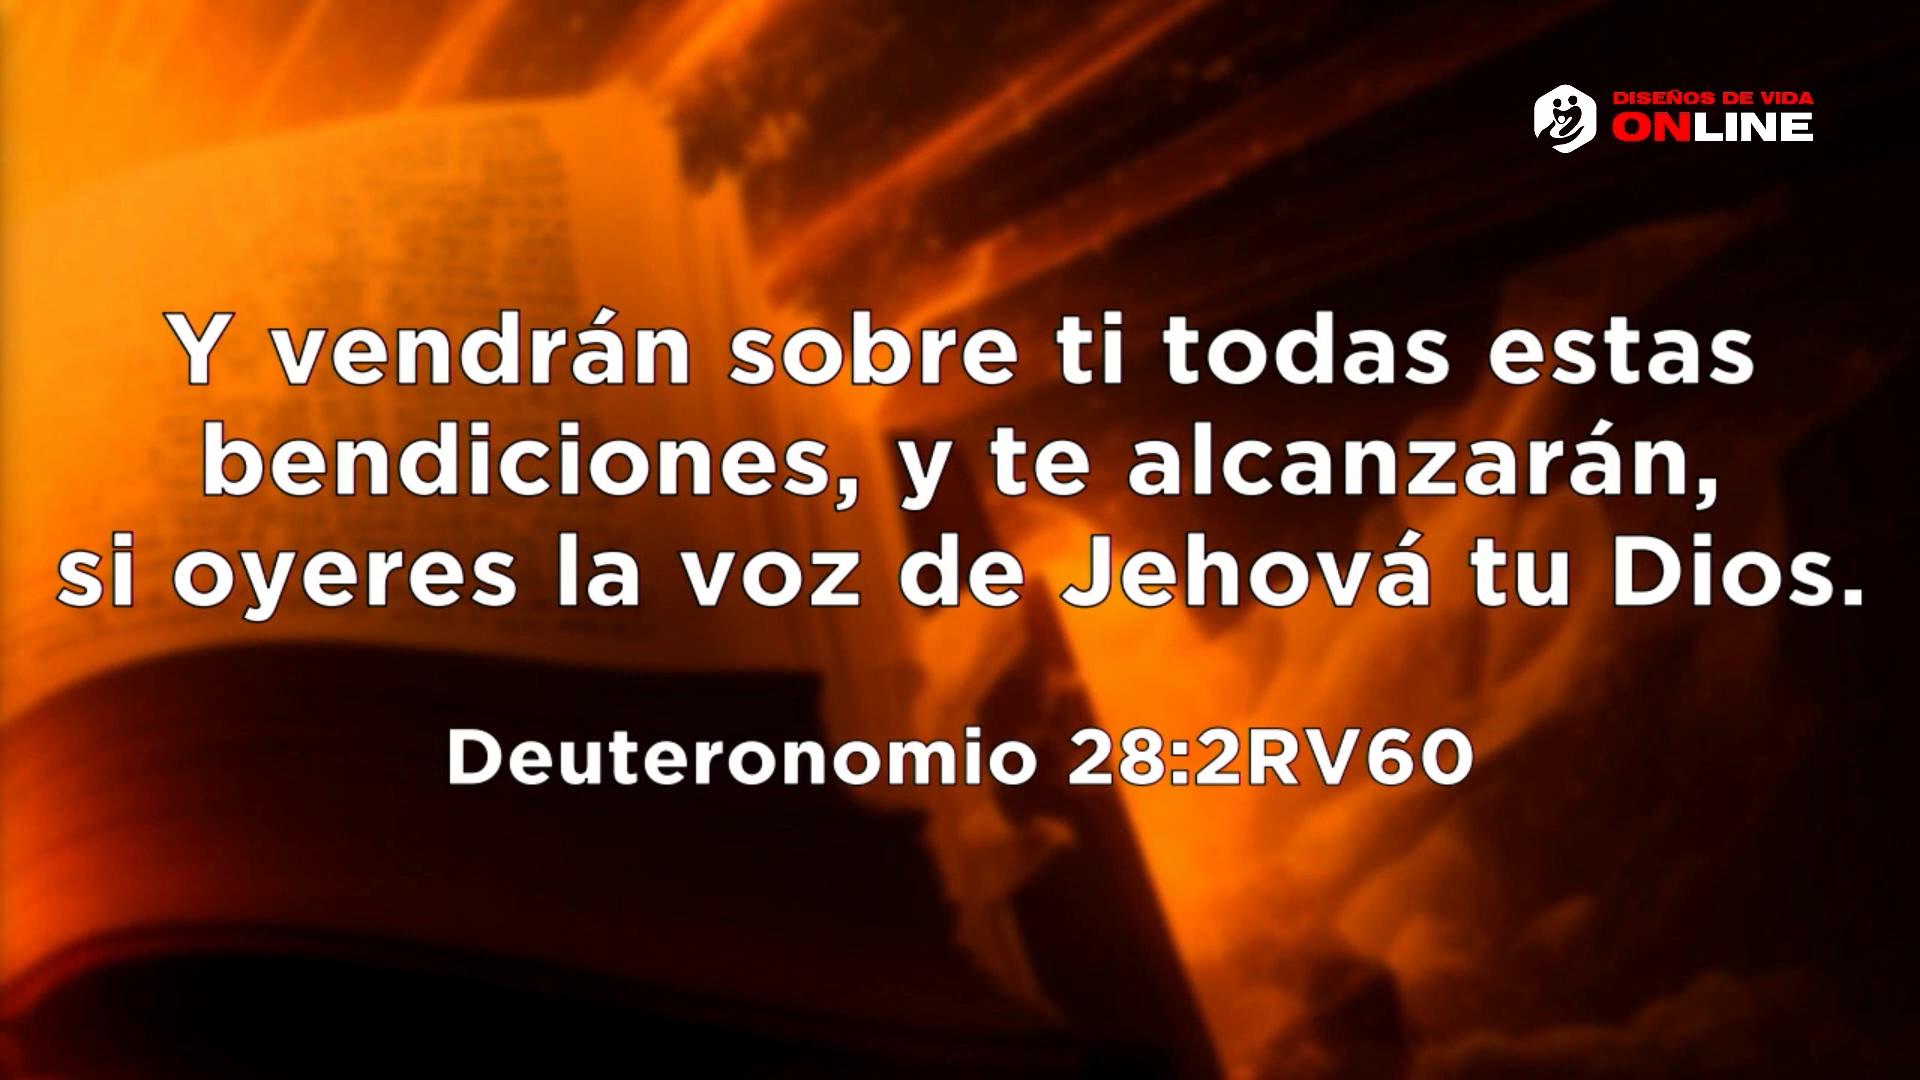 DISEÑOS DE VIDA
ONLINE
Y vendrán sobre ti todas estas
bendiciones, y te alcanzarán,
si oyeres la voz de Jehová tu Dios.
Deuteronomio 28:2RV60